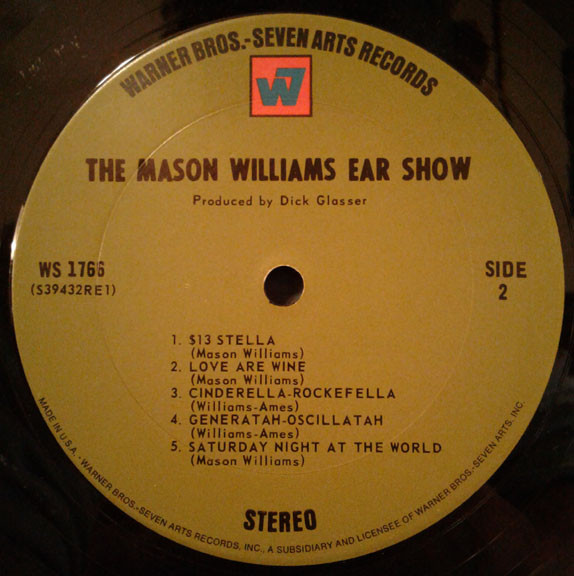 WARNER BROS.-SEVEN ARTS RECORDS
W7
THE MASON WILLIAMS EAR SHOW
Produced by Dick Glasser
WS 1766
(S39432RE1)
SIDE
2
1. $13 STELLA
(Mason Williams)
2. LOVE ARE WINE
(Mason Williams)
3. CINDERELLA-ROCKEFELLA
(Williams-Ames)
4. GENERATAH-OSCILLATAH
(Williams-Ames)
5. SATURDAY NIGHT AT THE WORLD
(Mason Williams)
STEREO
MADE IN U.S.A. - WARNER BROS.-SEVEN ARTS RECORDS, INC., A SUBSIDIARY AND LICENSEE OF WARNER BROS.-SEVEN ARTS, INC.